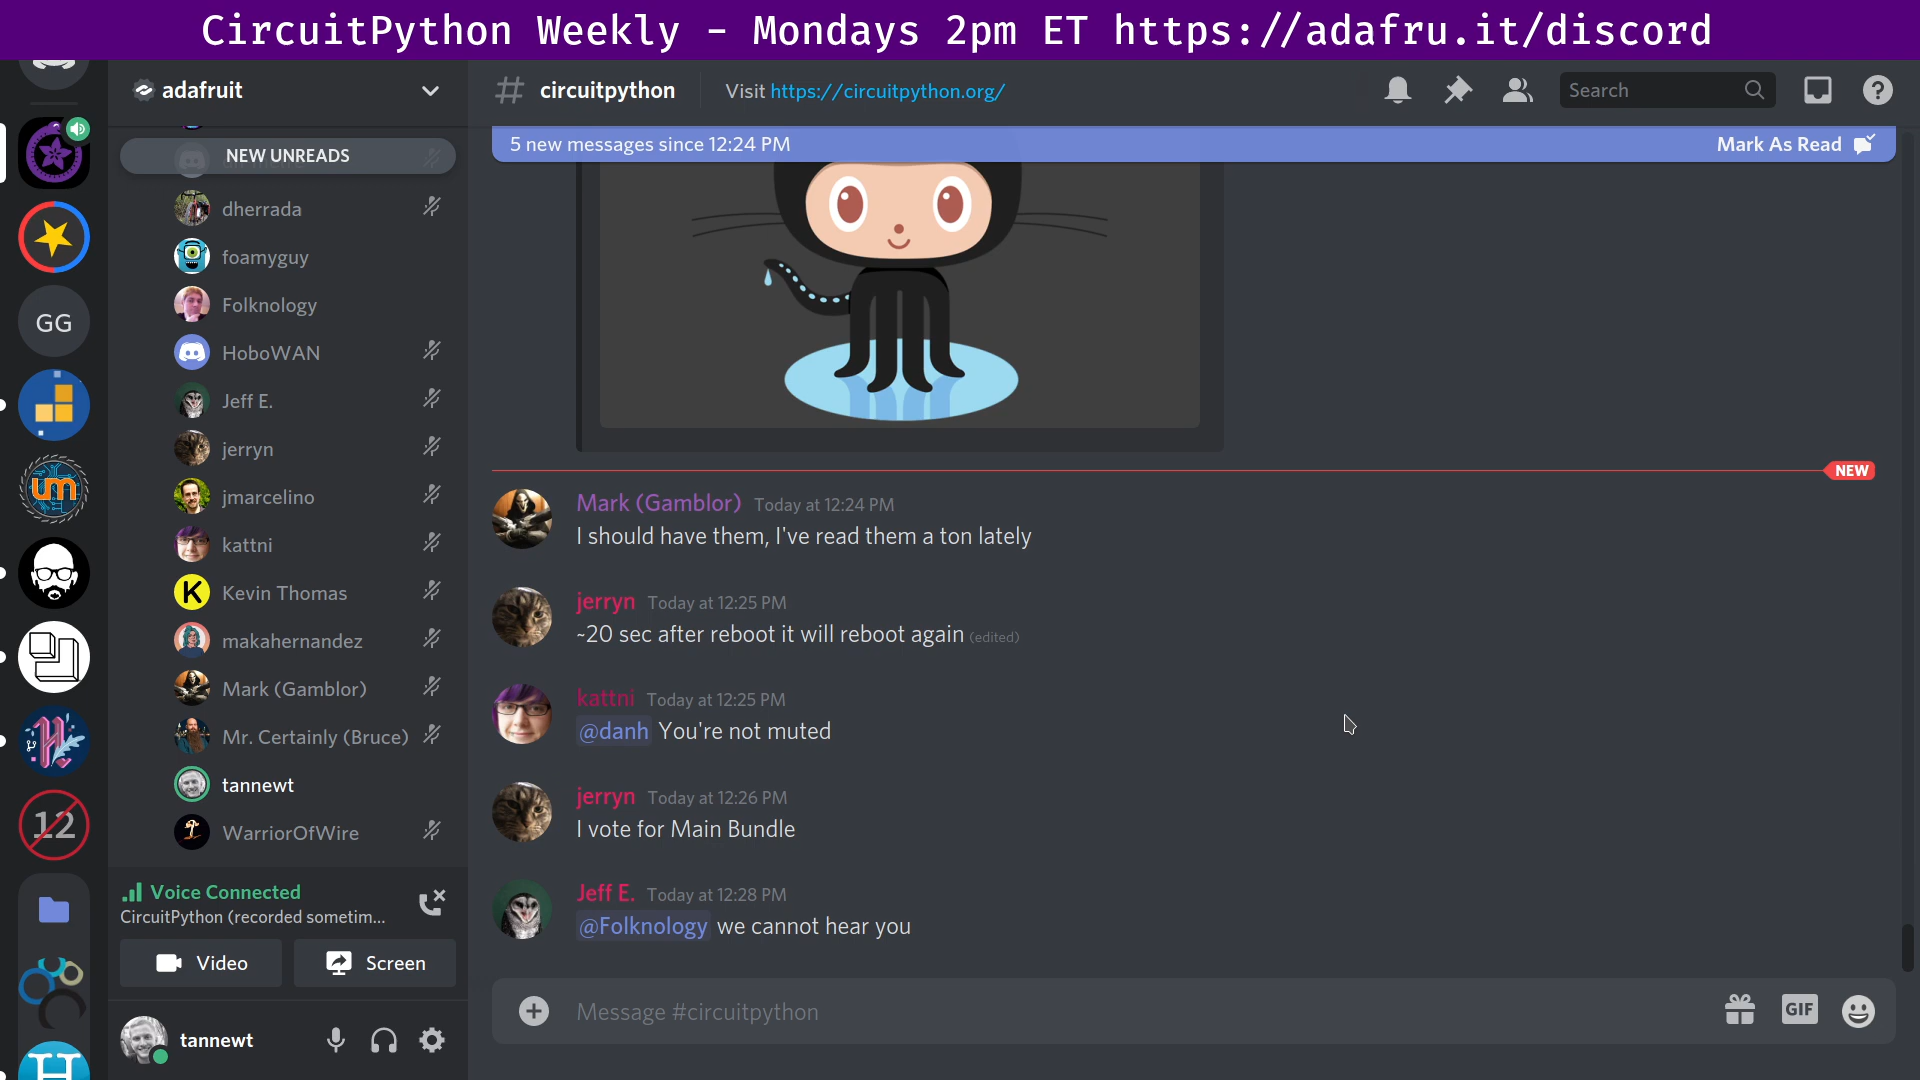 CircuitPython Weekly - Mondays 2pm ET https://adafru.it/discord
adafruit
circuitpython
Visit https://circuitpython.org/
Search
5 new messages since 12:24 PM
Mark As Read
NEW UNREADS
dherrada
foamyguy
GG
Folknology
HoboWAN
Jeff E.
jerryn
um
jmarcelino
kattni
K
Kevin Thomas
makahernandez
Mark (Gamblor)
Mr. Certainly (Bruce)
tannewt
12
WarriorOfWire
NEW
Mark (Gamblor) Today at 12:24 PM
I should have them, I've read them a ton lately
jerryn Today at 12:25 PM
~20 sec after reboot it will reboot again (edited)
kattni Today at 12:25 PM
@danh You're not muted
jerryn Today at 12:26 PM
I vote for Main Bundle
Jeff E. Today at 12:28 PM
@Folknology we cannot hear you
Voice Connected
CircuitPython (recorded sometim...
Video
Screen
tannewt
Message #circuitpython
GIF
H